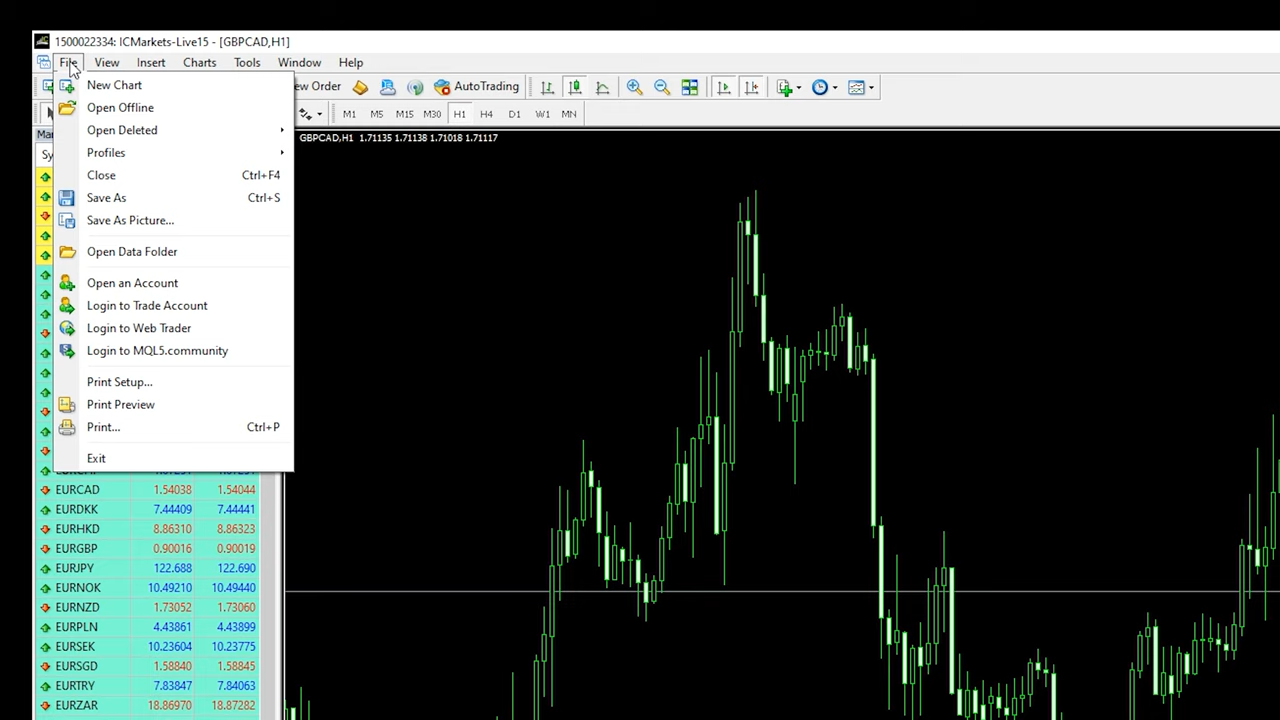 1500022334: ICMarkets-Live15 - [GBPCAD,H1]
File View Insert Charts Tools Window Help
New Chart
Open Offline
Open Deleted
Profiles
Close Ctrl+F4
Save As Ctrl+S
Save As Picture...
Open Data Folder
Open an Account
Login to Trade Account
Login to Web Trader
Login to MQL5.community
Print Setup...
Print Preview
Print... Ctrl+P
Exit
Order AutoTrading
M1 M5 M15 M30 H1 H4 D1 W1 MN
GBPCAD,H1 1.71135 1.71138 1.71018 1.71117
EURCAD 1.54038 1.54044
EURDKK 7.44409 7.44441
EURHKD 8.86310 8.86323
EURGBP 0.90016 0.90019
EURJPY 122.688 122.690
EURNOK 10.49210 10.49440
EURNZD 1.73052 1.73060
EURPLN 4.43861 4.43899
EURSEK 10.23604 10.23775
EURSGD 1.58840 1.58845
EURTRY 7.83847 7.84063
EURZAR 18.86970 18.87282